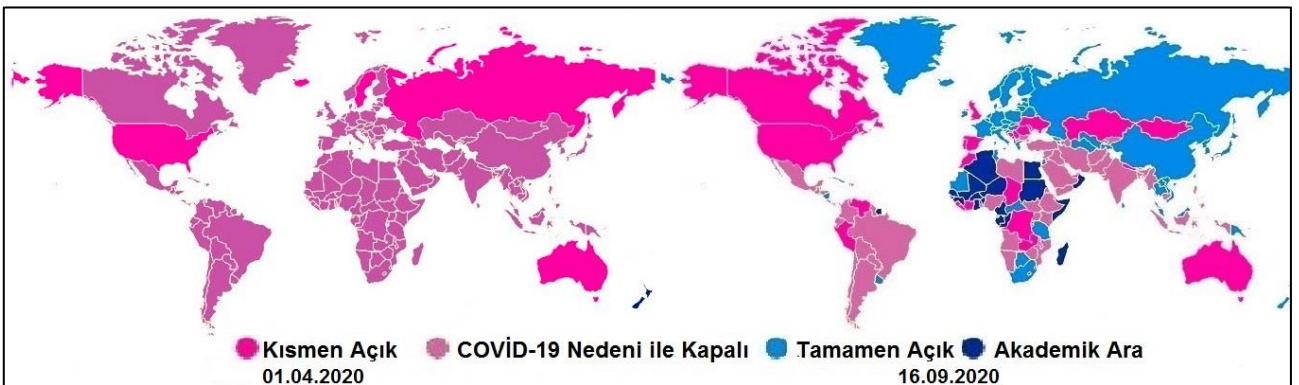 Kısmen Açık COVİD-19 Nedeni ile Kapalı Tamamen Açık Akademik Ara
01.04.2020 16.09.2020